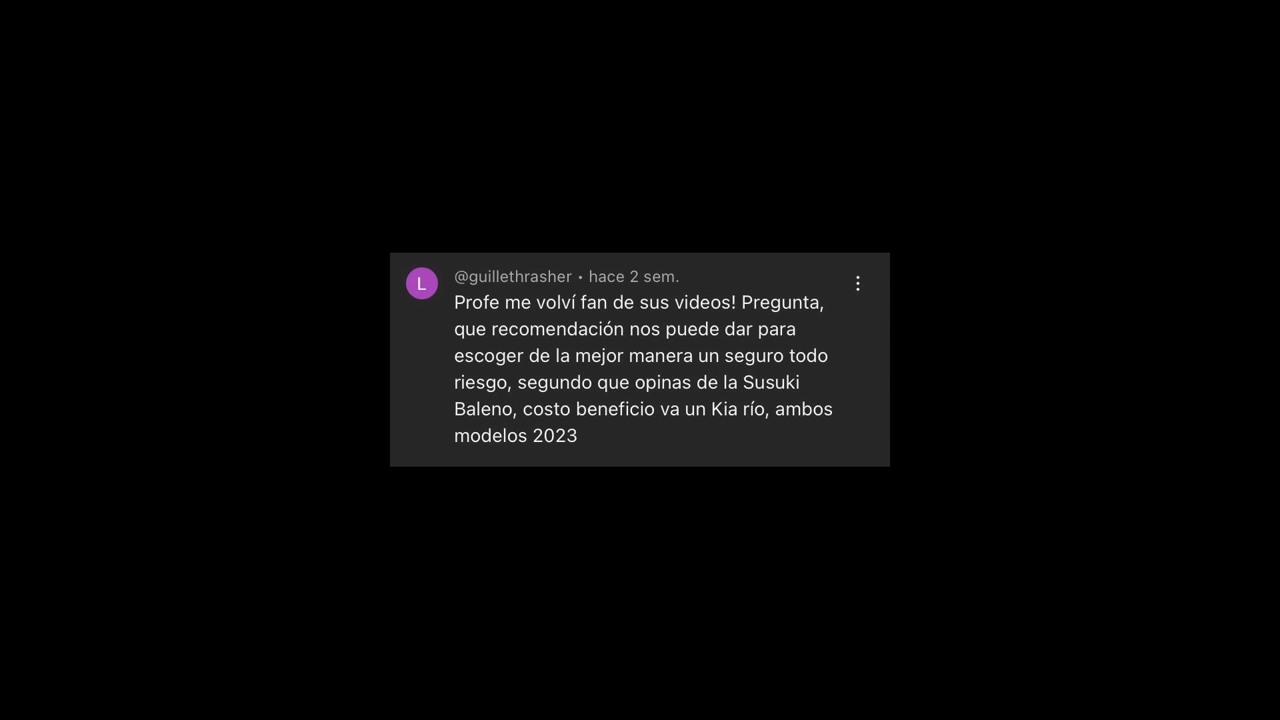 L
@guillethrasher • hace 2 sem.
Profe me volví fan de sus videos! Pregunta,
que recomendación nos puede dar para
escoger de la mejor manera un seguro todo
riesgo, segundo que opinas de la Susuki
Baleno, costo beneficio va un Kia río, ambos
modelos 2023